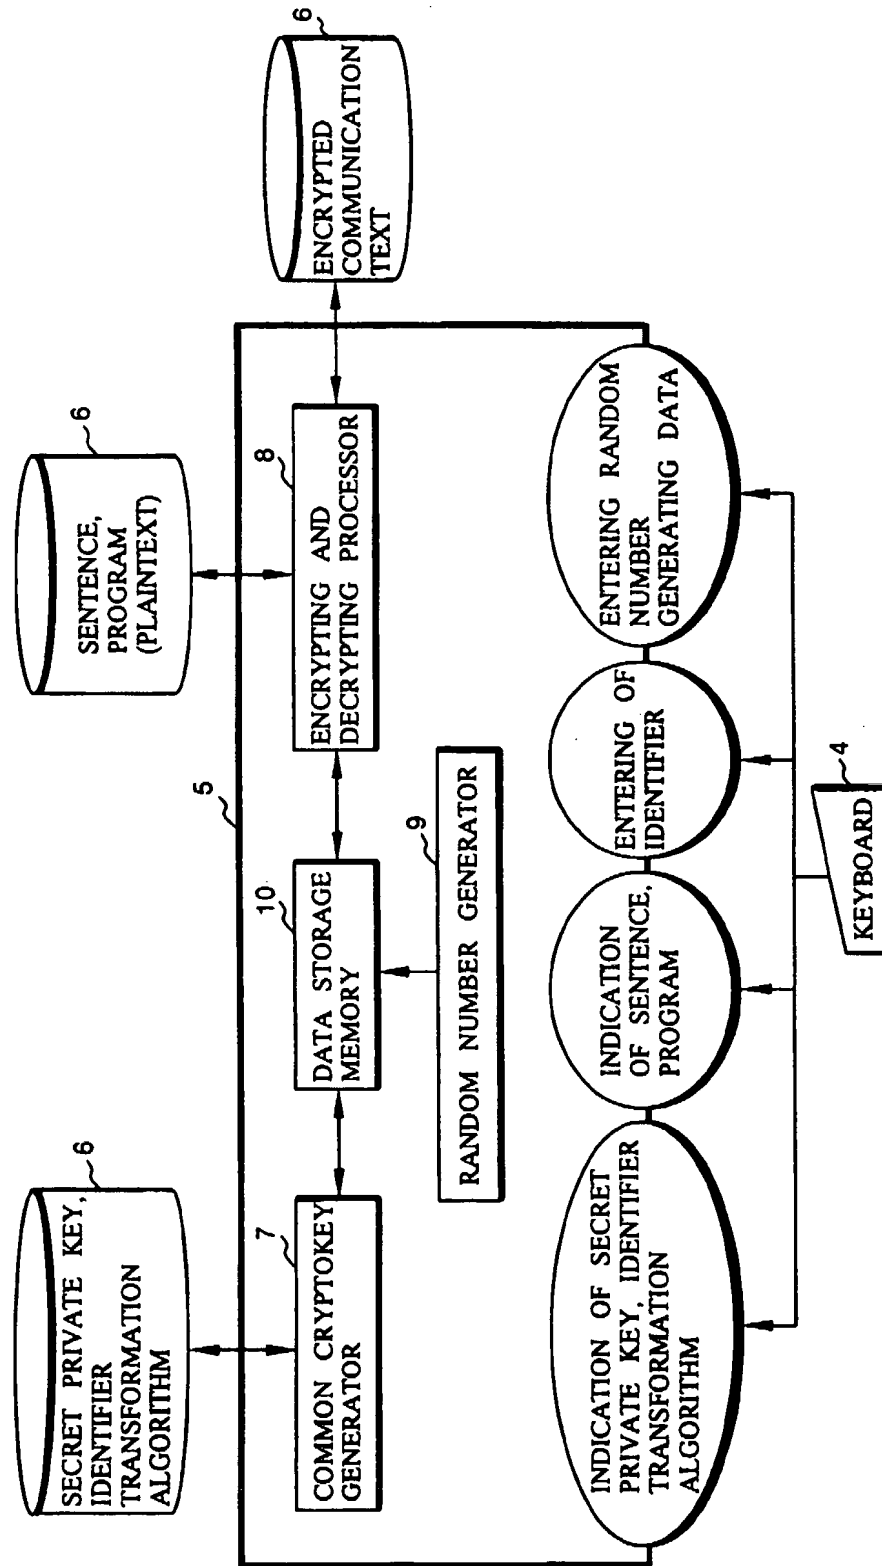 SECRET PRIVATE KEY,
IDENTIFIER
TRANSFORMATION
ALGORITHM
6
SENTENCE,
PROGRAM
(PLAINTEXT)
6
5
COMMON CRYPTOKEY
GENERATOR
7
DATA STORAGE
MEMORY
10
ENCRYPTING AND
DECRYPTING PROCESSOR
8
ENCRYPTED
COMMUNICATION
TEXT
6
RANDOM NUMBER GENERATOR
9
INDICATION OF SECRET
PRIVATE KEY, IDENTIFIER
TRANSFORMATION
ALGORITHM
INDICATION
OF SENTENCE,
PROGRAM
ENTERING OF
IDENTIFIER
ENTERING RANDOM
NUMBER
GENERATING DATA
KEYBOARD
4